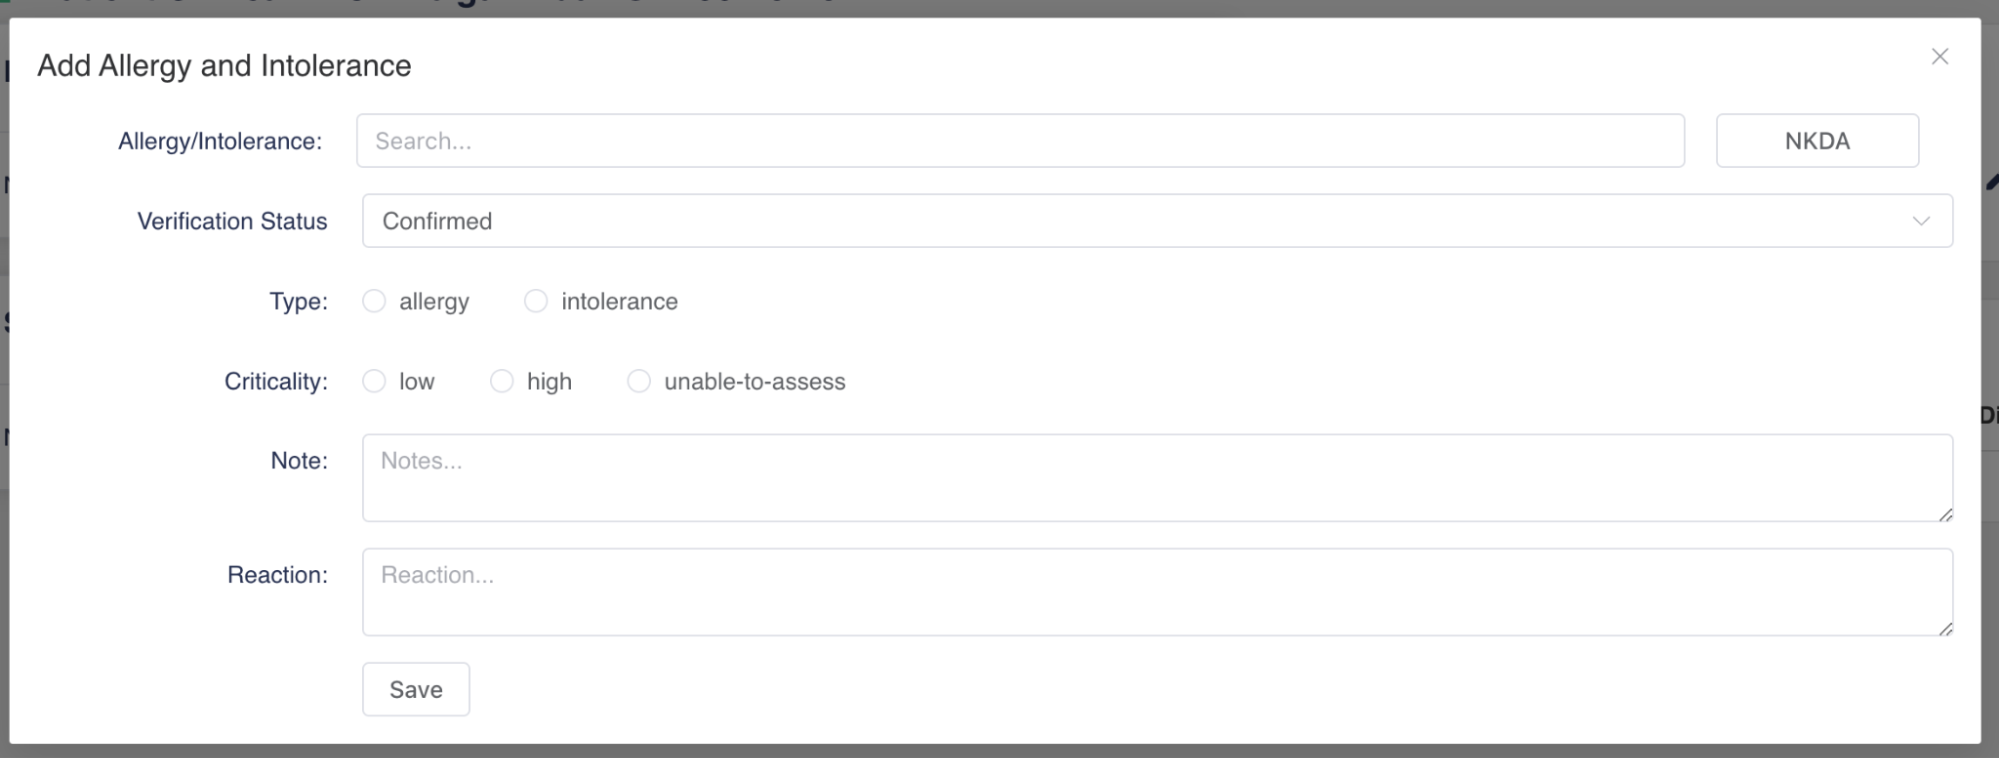 Add Allergy and Intolerance
Allergy/Intolerance: Search... NKDA
Verification Status Confirmed
Type: allergy intolerance
Criticality: low high unable-to-assess
Note: Notes...
Reaction: Reaction...
Save